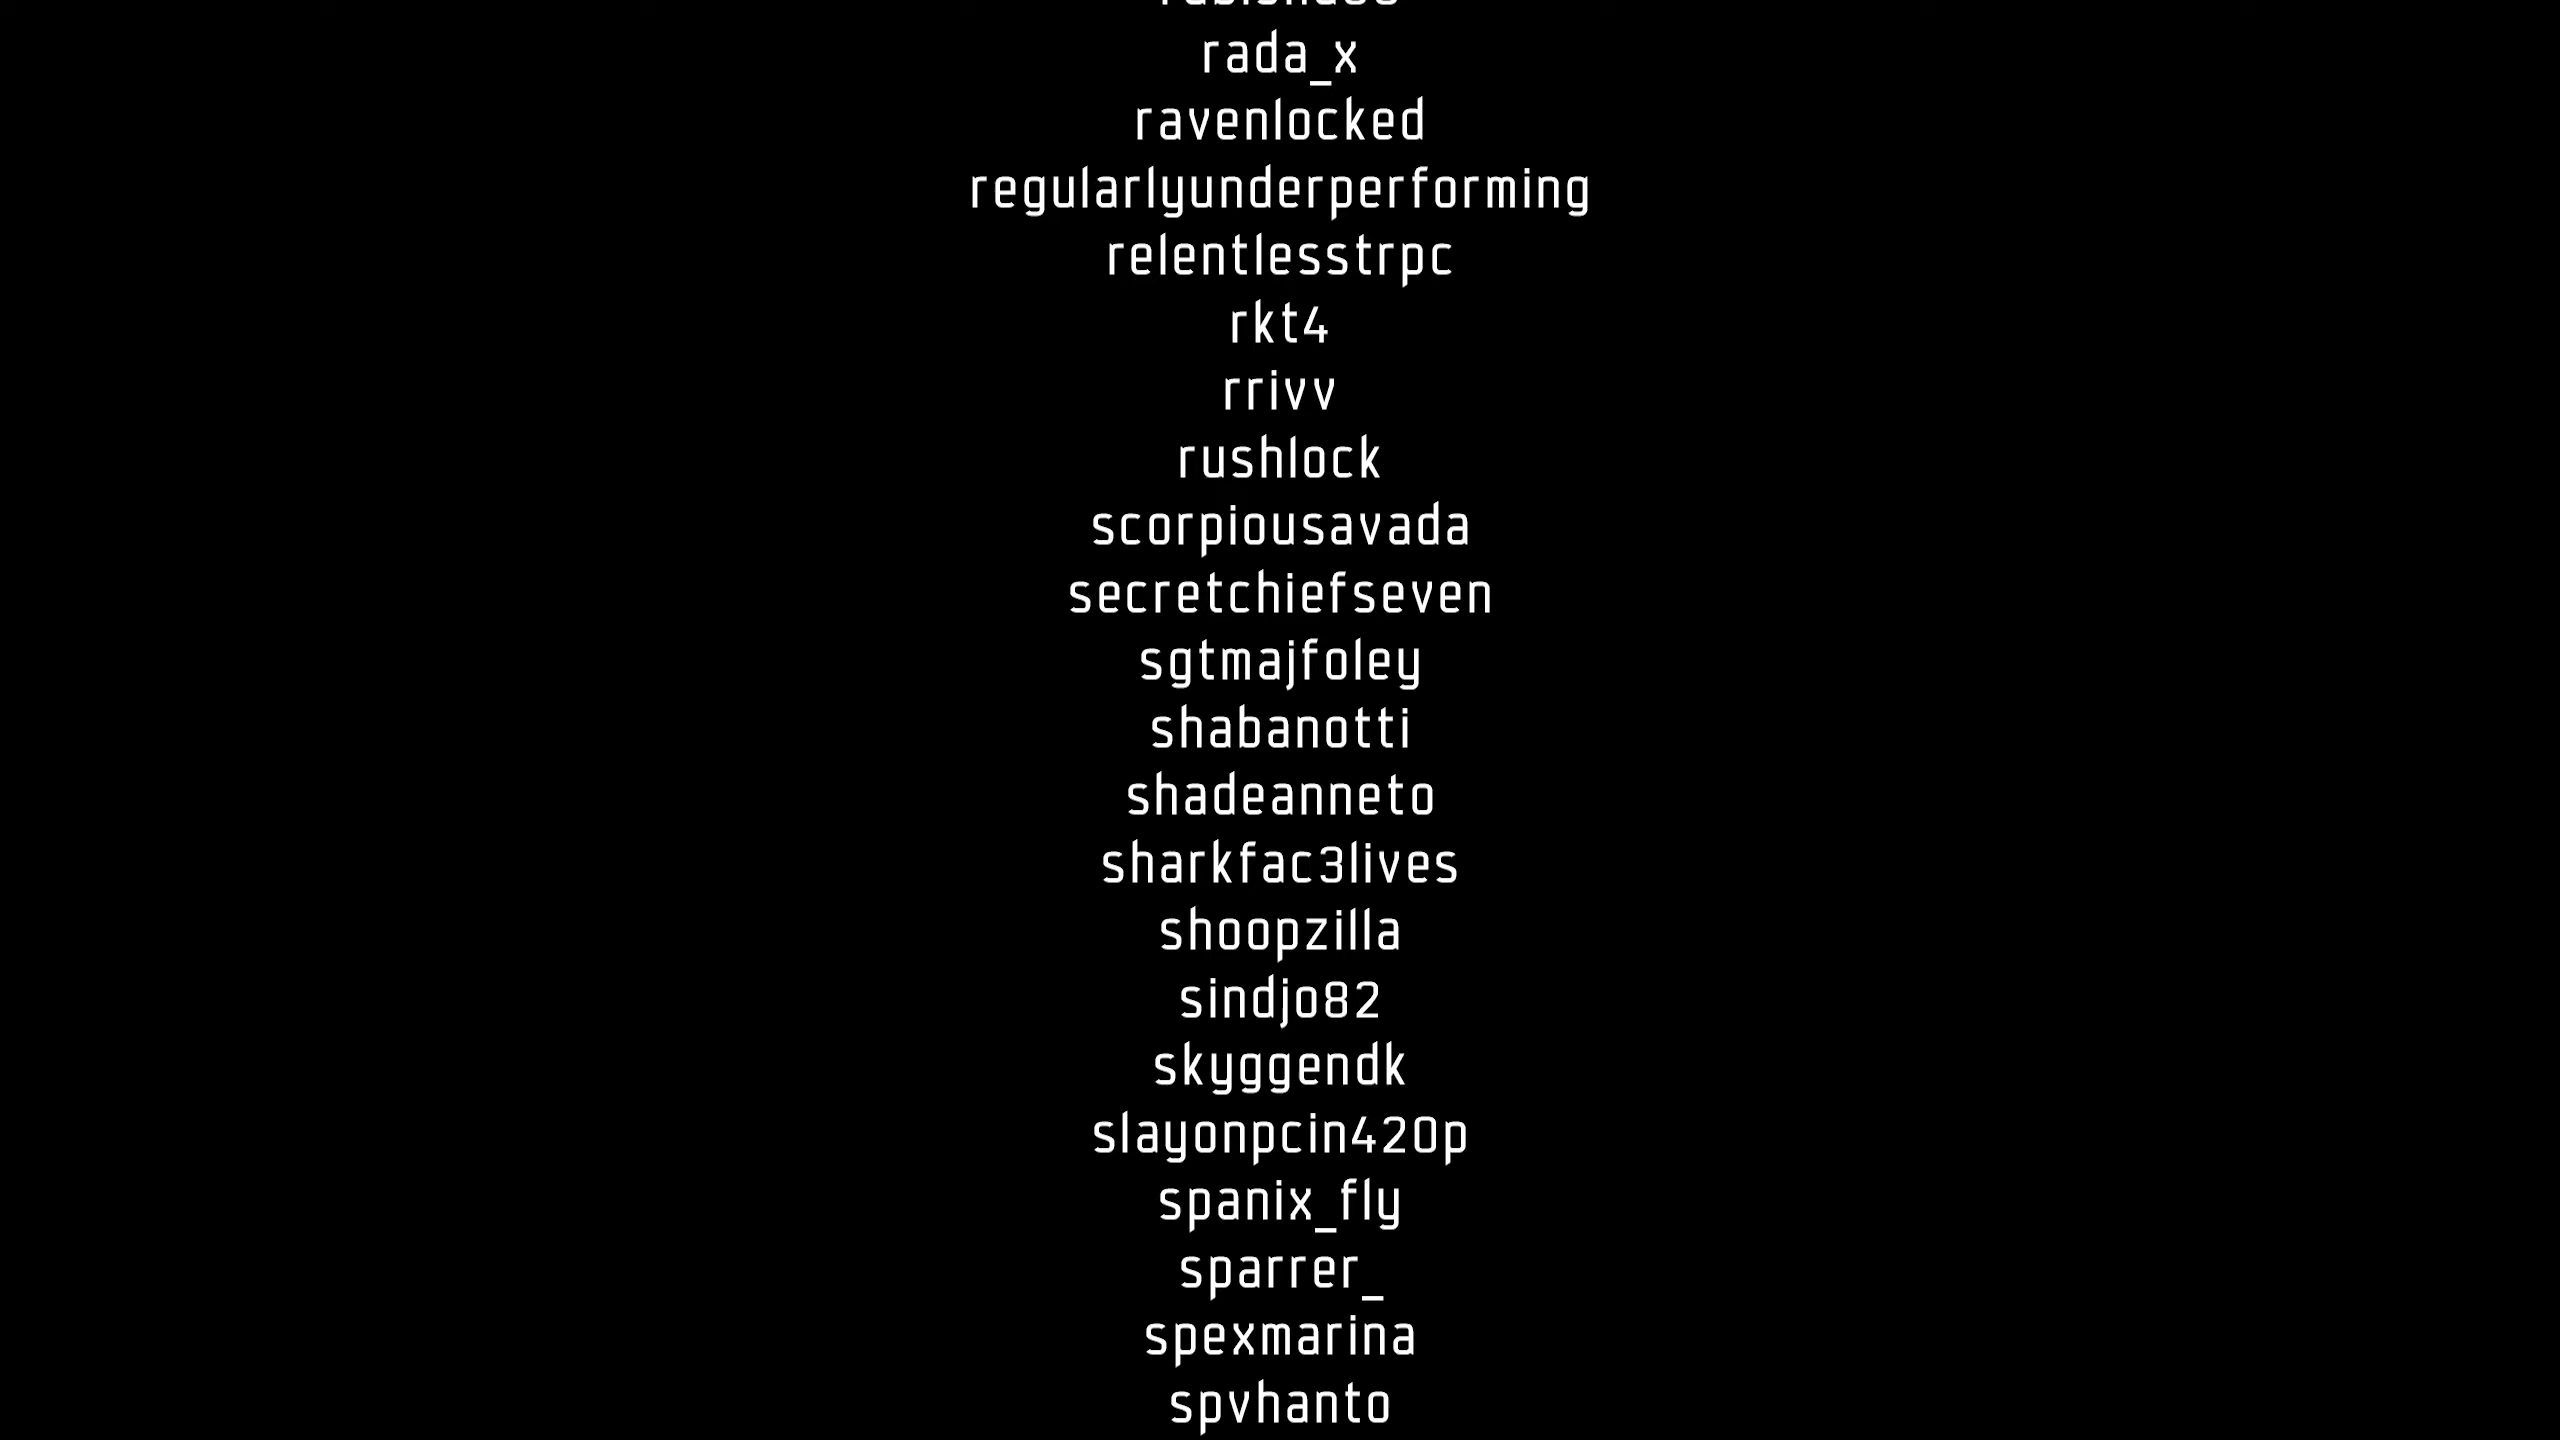 rada_x
ravenlocked
regularlyunderperforming
relentlesstrpc
rkt4
rrivv
rushlock
scorpiousavada
secretchiefseven
sgtmajfoley
shabanotti
shadeanneto
sharkfac3lives
shoopzilla
sindjo82
skyggendk
slayonpcin420p
spanix_fly
sparrer_
spexmarina
spvhanto